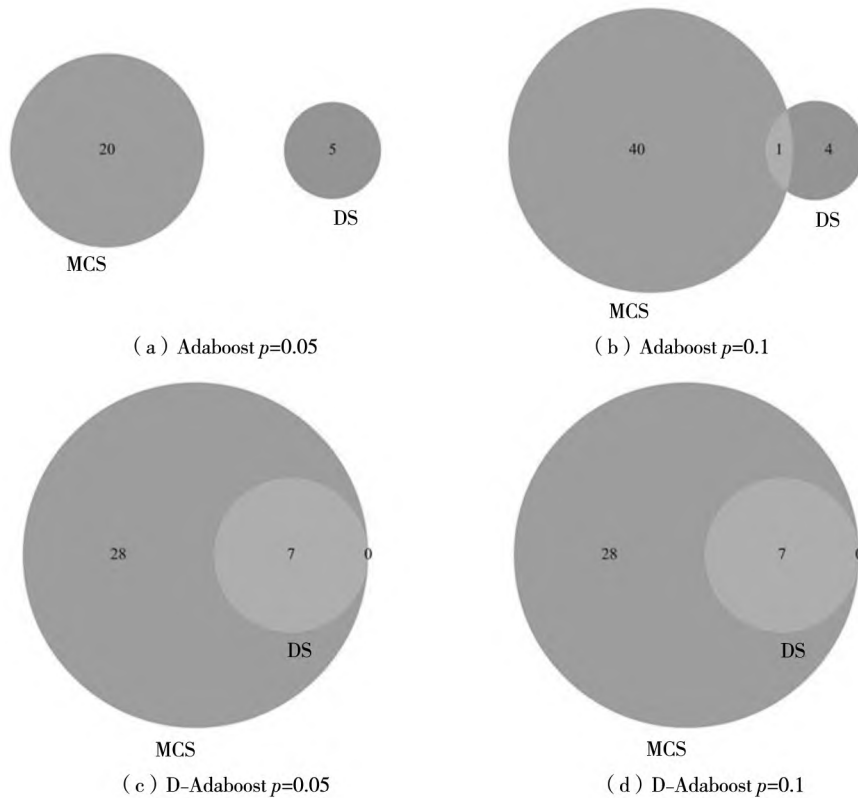 20
5
DS
MCS
（a）Adaboost p=0.05
40
1
4
DS
MCS
（b）Adaboost p=0.1
28
7
0
DS
MCS
（c）D-Adaboost p=0.05
28
7
DS
MCS
（d）D-Adaboost p=0.1